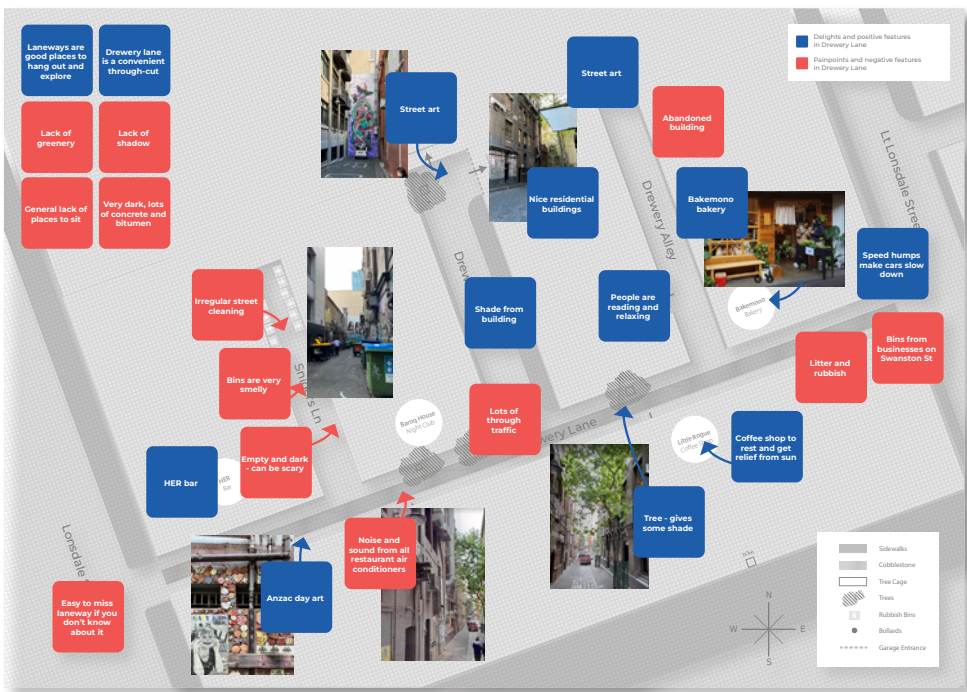 Laneways are
good places to
hang out and
explore
Drewery lane
is a convenient
through-cut
Lack of
greenery
Lack of
shadow
General lack of
places to sit
Very dark, lots
of concrete and
bitumen
Street art
Street art
Abandoned
building
Delights and positive features
in Drewery Lane
Painpoints and negative features
in Drewery Lane
Nice residential
buildings
Drewery Alley
Bakemono
bakery
Lt Lonsdale Stree
Speed humps
make cars slow
down
Irregular street
cleaning
Drew
Shade from
building
People are
reading and
relaxing
Bakemono
Bakery
Bins from
businesses on
Swanston St
Litter and
rubbish
Bins are very
smelly
Ln
Baroq House
Night Club
Lots of
through
traffic
wery Lane
Little Rogue
Coffee
Coffee shop to
rest and get
relief from sun
HER bar
HER
Bar
Empty and dark
- can be scary
Tree - gives
some shade
Noise and
sound from all
restaurant air
conditioners
Lonsdale
Anzac day art
Easy to miss
laneway if you
don't know
about it
N
W
E
S
Sidewalks
Cobblestone
Tree Cage
Trees
Rubbish Bins
Bollards
Garage Entrance